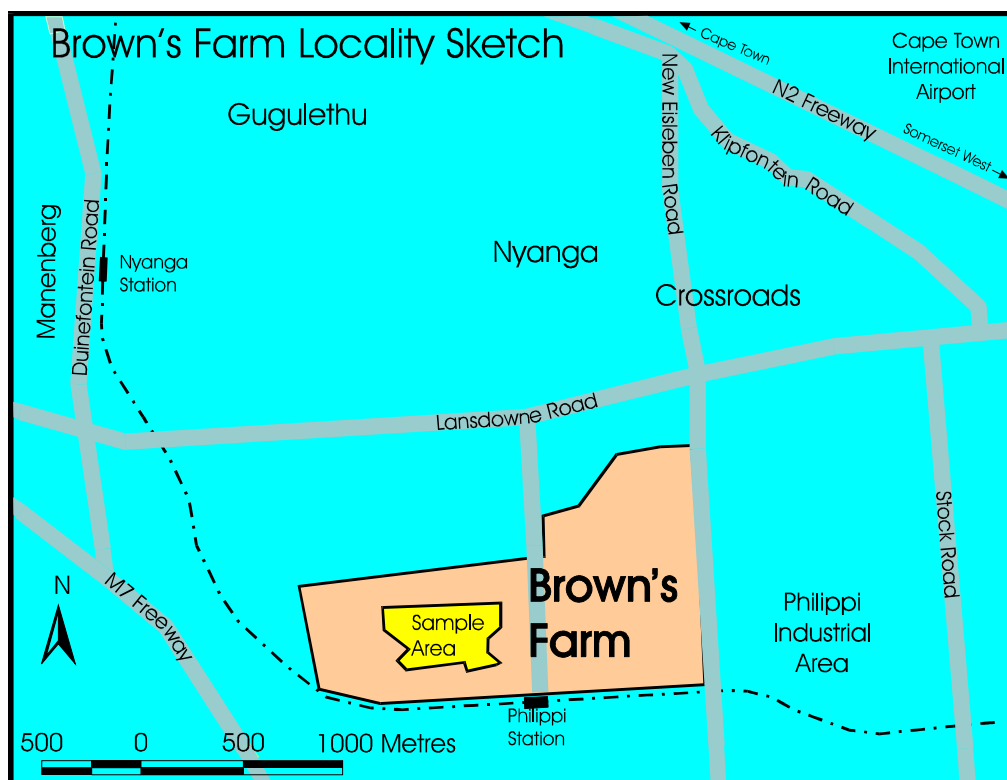 Brown's Farm Locality Sketch
Cape Town
Cape Town
International
Airport
Gugulethu
N2 Freeway
Somerset West
New Eisleben Road
Klipfontein Road
Manenberg
Duinefontein Road
Nyanga
Station
Nyanga
Crossroads
Lansdowne Road
Stock Road
M7 Freeway
N
Sample
Area
Brown's
Farm
Philippi
Industrial
Area
Philippi
Station
500 0 500 1000 Metres